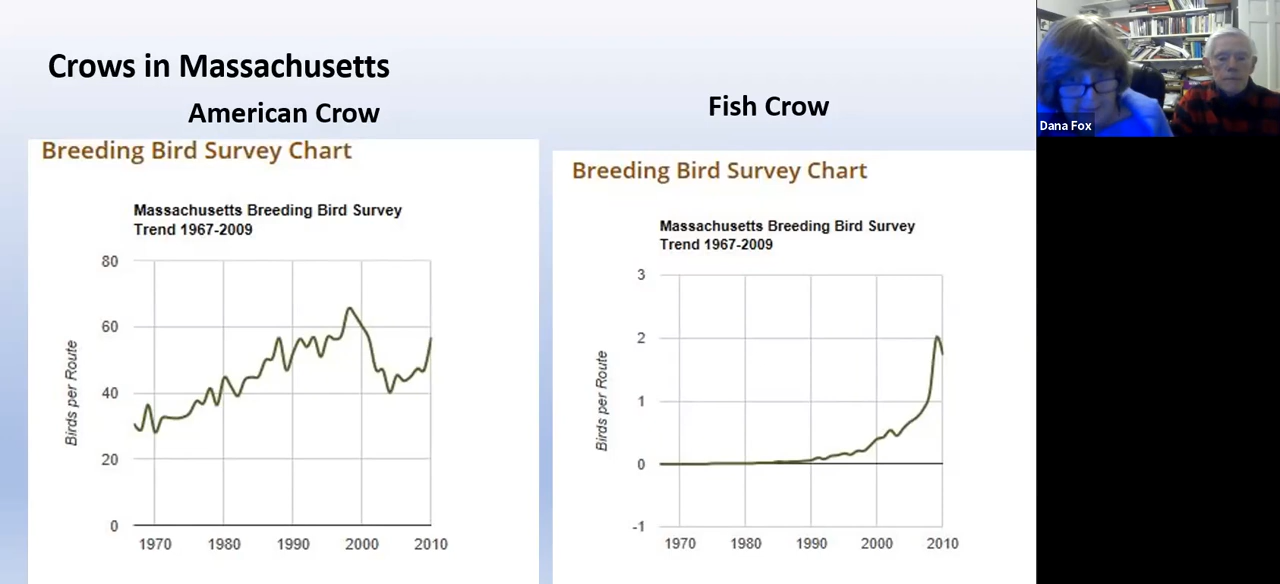 Crows in Massachusetts
American Crow
Breeding Bird Survey Chart
Massachusetts Breeding Bird Survey
Trend 1967-2009
80
60
40
20
0
Birds per Route
1970 1980 1990 2000 2010
Fish Crow
Breeding Bird Survey Chart
Massachusetts Breeding Bird Survey
Trend 1967-2009
3
2
1
0
-1
Birds per Route
1970 1980 1990 2000 2010
Dana Fox